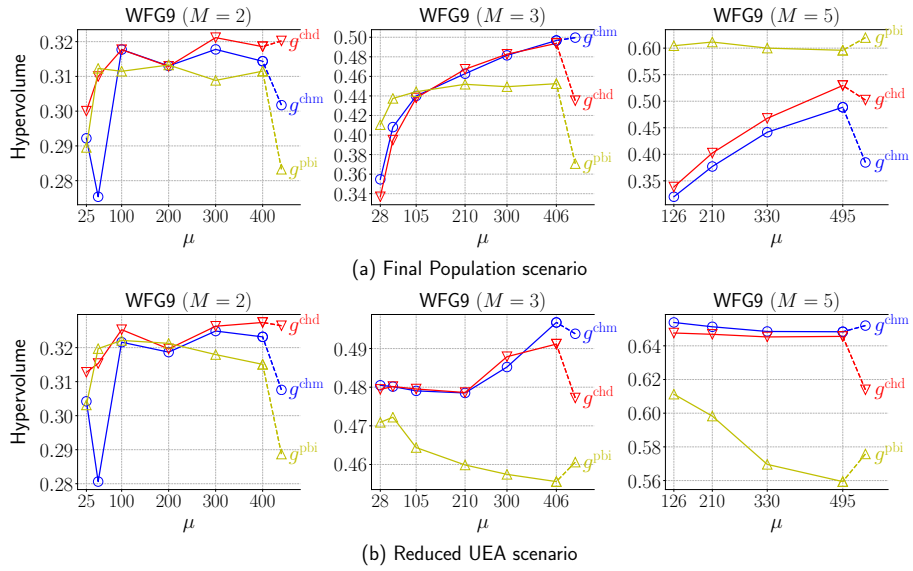 WFG9 (M = 2)
Hypervolume
0.32
0.31
0.30
0.29
0.28
25 100 200 300 400
μ
g^chd
g^chm
g^pbi
WFG9 (M = 3)
0.50
0.48
0.46
0.44
0.42
0.40
0.38
0.36
0.34
28 105 210 300 406
μ
g^chm
g^chd
g^pbi
WFG9 (M = 5)
0.60
0.55
0.50
0.45
0.40
0.35
126 210 330 495
μ
g^pbi
g^chd
g^chm
(a) Final Population scenario
WFG9 (M = 2)
Hypervolume
0.32
0.31
0.30
0.29
0.28
25 100 200 300 400
μ
g^chd
g^chm
g^pbi
WFG9 (M = 3)
0.49
0.48
0.47
0.46
28 105 210 300 406
μ
g^chm
g^chd
g^pbi
WFG9 (M = 5)
0.64
0.62
0.60
0.58
0.56
126 210 330 495
μ
g^chm
g^chd
g^pbi
(b) Reduced UEA scenario